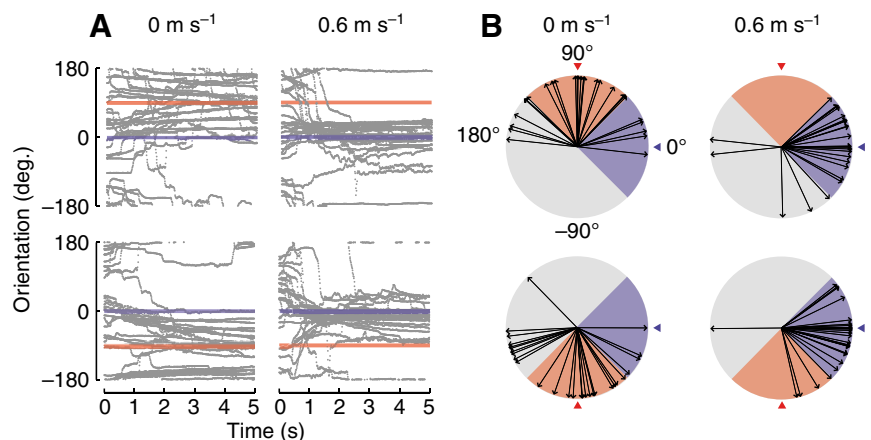 A
0 m s⁻¹
0.6 m s⁻¹
B
0 m s⁻¹
0.6 m s⁻¹
Orientation (deg.)
180
0
−180
180
0
−180
0 1 2 3 4 5
0 1 2 3 4 5
Time (s)
90°
180°
0°
−90°